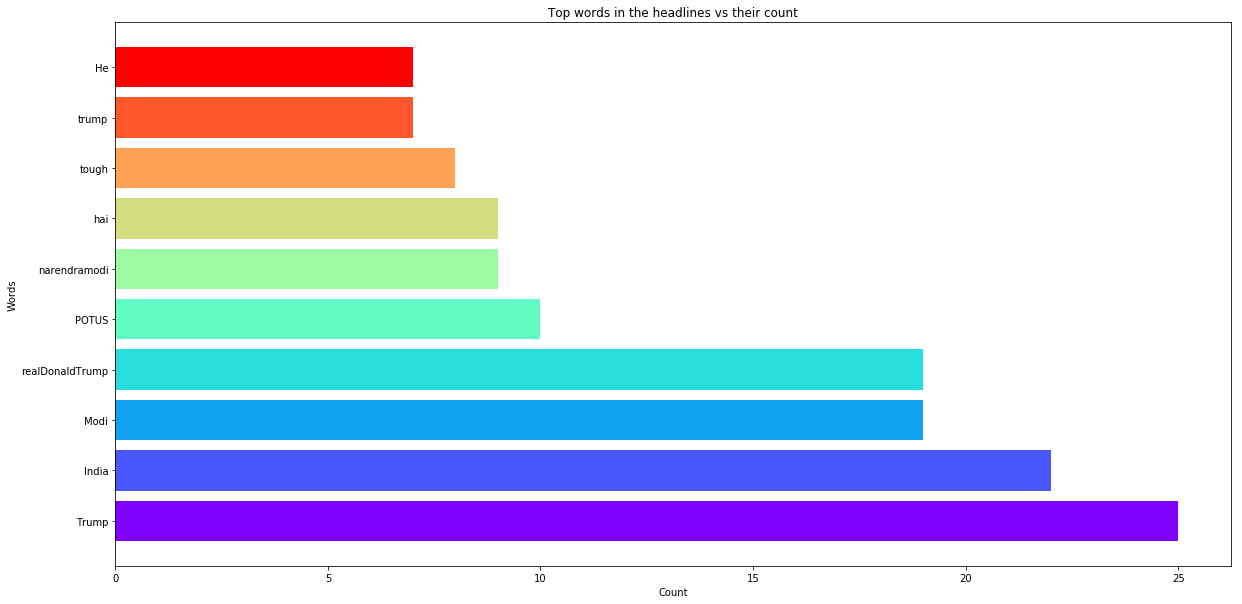 Top words in the headlines vs their count
He
trump
tough
hai
narendramodi
POTUS
realDonaldTrump
Modi
India
Trump
Words
0 5 10 15 20 25
Count